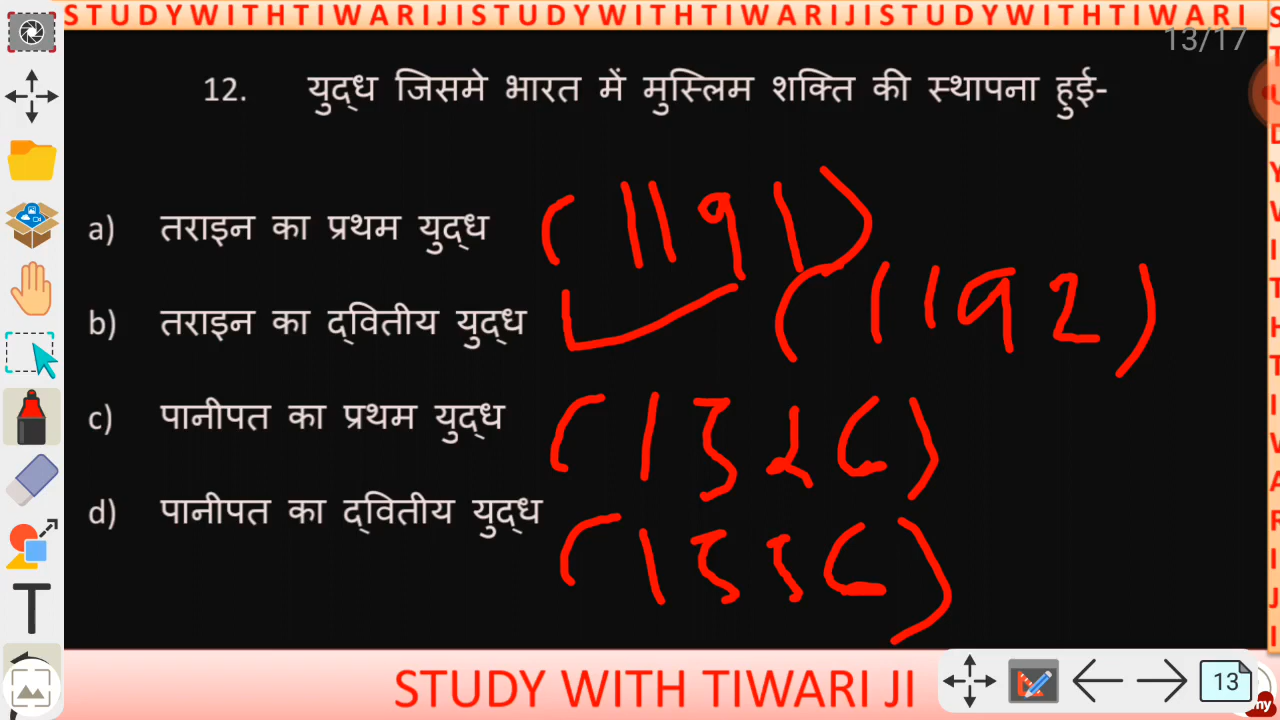 STUDYWITHTIWARIJISTUDYWITHTIWARIJISTUDYWITHTIWARI
13/17
12. युद्ध जिसमे भारत में मुस्लिम शक्ति की स्थापना हुई-
a) तराइन का प्रथम युद्ध (1191)
b) तराइन का द्वितीय युद्ध (1192)
c) पानीपत का प्रथम युद्ध (1526)
d) पानीपत का द्वितीय युद्ध (1556)
STUDY WITH TIWARI JI
T
13
my